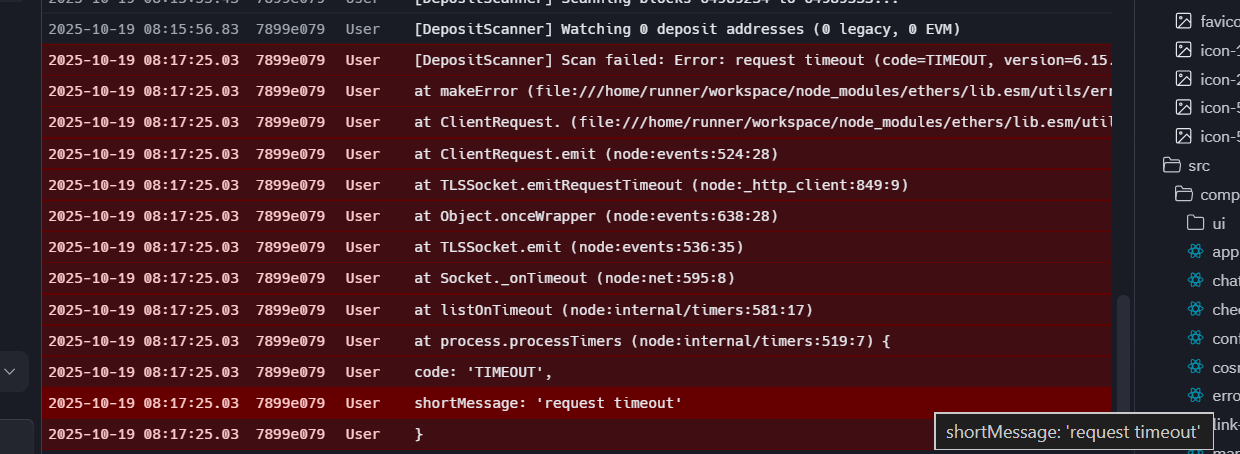 [DepositScanner] Scanning blocks
2025-10-19 08:15:56.83 7899e079 User [DepositScanner] Watching 0 deposit addresses (0 legacy, 0 EVM)
2025-10-19 08:17:25.03 7899e079 User [DepositScanner] Scan failed: Error: request timeout (code=TIMEOUT, version=6.15.
2025-10-19 08:17:25.03 7899e079 User at makeError (file:///home/runner/workspace/node_modules/ethers/lib.esm/utils/err
2025-10-19 08:17:25.03 7899e079 User at ClientRequest. (file:///home/runner/workspace/node_modules/ethers/lib.esm/util
2025-10-19 08:17:25.03 7899e079 User at ClientRequest.emit (node:events:524:28)
2025-10-19 08:17:25.03 7899e079 User at TLSSocket.emitRequestTimeout (node:_http_client:849:9)
2025-10-19 08:17:25.03 7899e079 User at Object.onceWrapper (node:events:638:28)
2025-10-19 08:17:25.03 7899e079 User at TLSSocket.emit (node:events:536:35)
2025-10-19 08:17:25.03 7899e079 User at Socket._onTimeout (node:net:595:8)
2025-10-19 08:17:25.03 7899e079 User at listOnTimeout (node:internal/timers:581:17)
2025-10-19 08:17:25.03 7899e079 User at process.processTimers (node:internal/timers:519:7) {
2025-10-19 08:17:25.03 7899e079 User code: 'TIMEOUT',
2025-10-19 08:17:25.03 7899e079 User shortMessage: 'request timeout'
2025-10-19 08:17:25.03 7899e079 User }
shortMessage: 'request timeout'
favico
icon-1
icon-2
icon-5
icon-5
src
comp
ui
app
chat
che
conf
cos
erro
link-